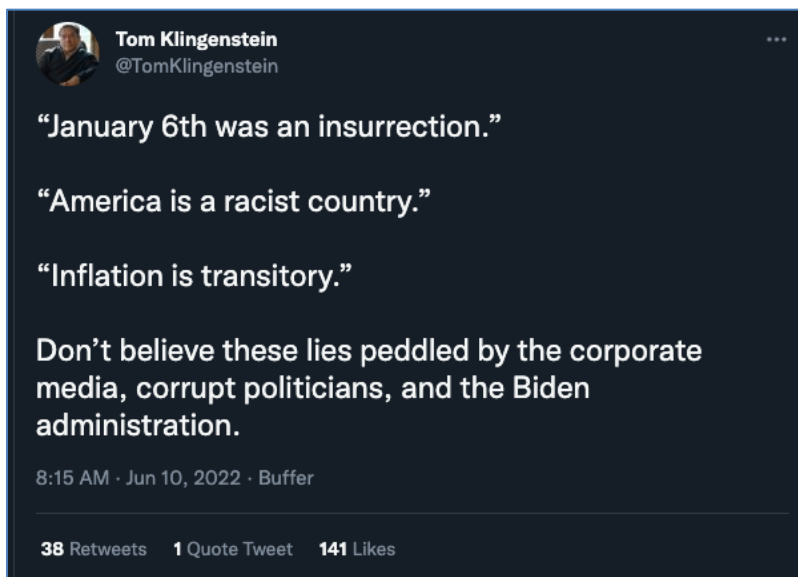 Tom Klingenstein
@TomKlingenstein
“January 6th was an insurrection.”
“America is a racist country.”
“Inflation is transitory.”
Don’t believe these lies peddled by the corporate
media, corrupt politicians, and the Biden
administration.
8:15 AM · Jun 10, 2022 · Buffer
38 Retweets 1 Quote Tweet 141 Likes